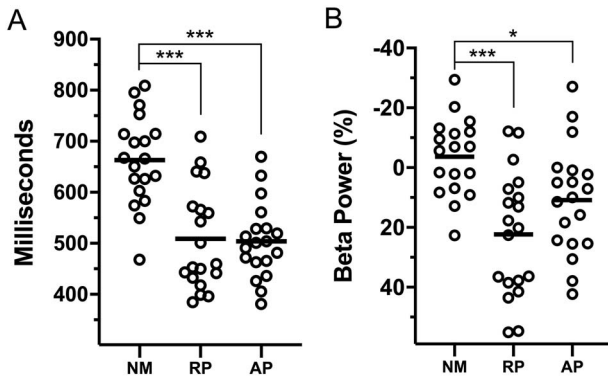 A
B
900
800
700
600
500
400
Milliseconds
***
***
NM RP AP
-40
-20
0
20
40
Beta Power (%)
*
***
NM RP AP